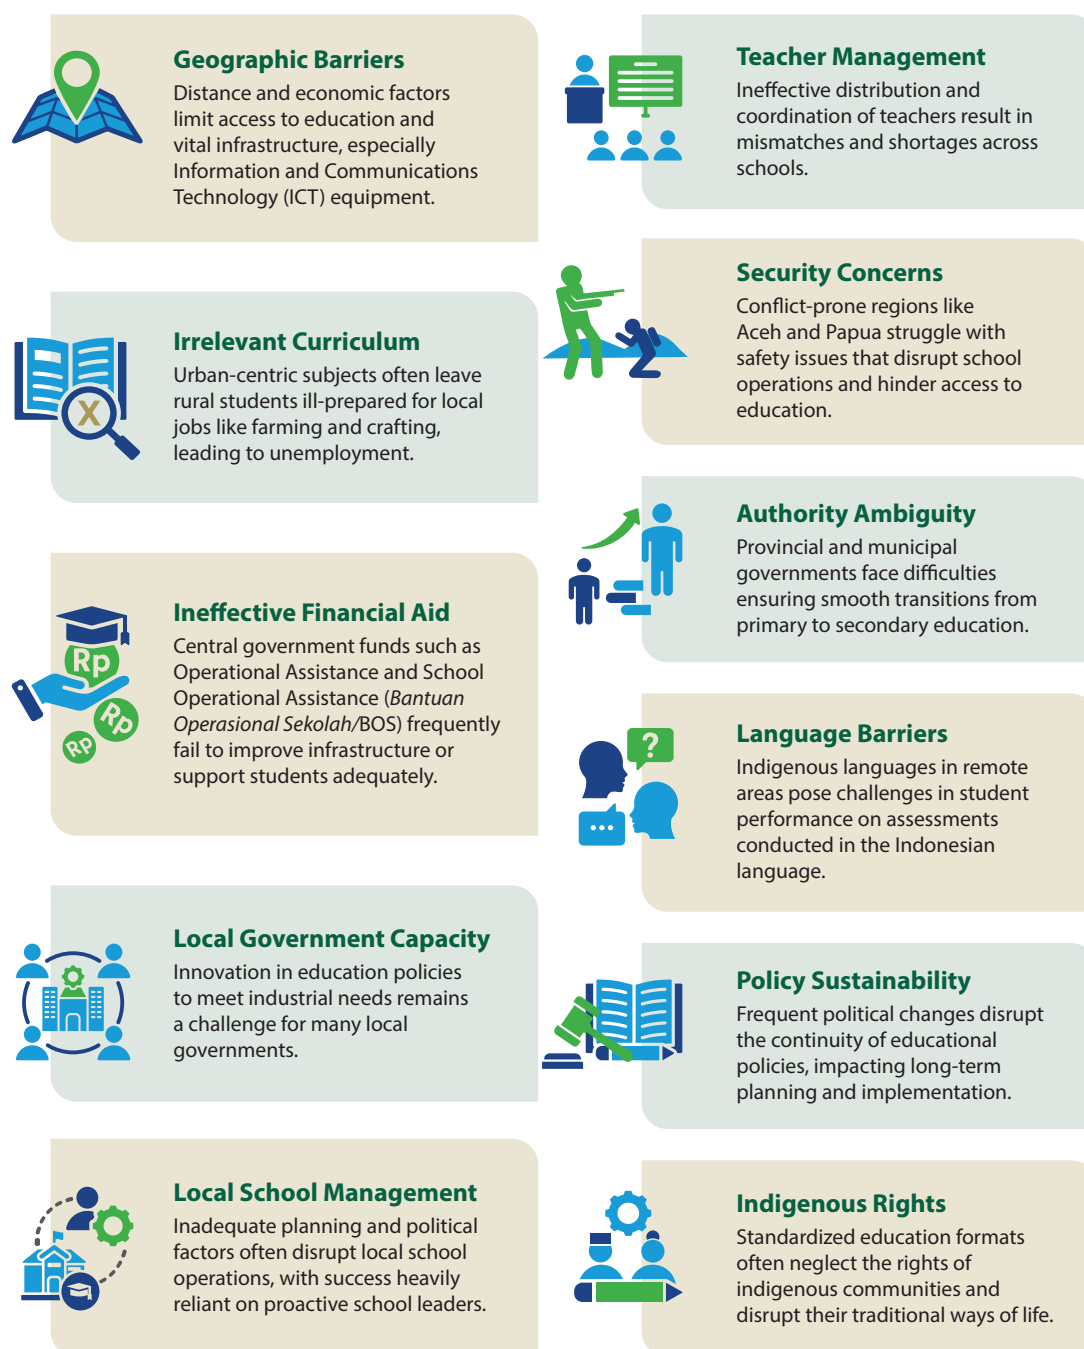 Geographic Barriers
Distance and economic factors
limit access to education and
vital infrastructure, especially
Information and Communications
Technology (ICT) equipment.
X
Irrelevant Curriculum
Urban-centric subjects often leave
rural students ill-prepared for local
jobs like farming and crafting,
leading to unemployment.
Rp
Rp
Rp
Ineffective Financial Aid
Central government funds such as
Operational Assistance and School
Operational Assistance (Bantuan
Operasional Sekolah/BOS) frequently
fail to improve infrastructure or
support students adequately.
Local Government Capacity
Innovation in education policies
to meet industrial needs remains
a challenge for many local
governments.
Local School Management
Inadequate planning and political
factors often disrupt local school
operations, with success heavily
reliant on proactive school leaders.
Teacher Management
Ineffective distribution and
coordination of teachers result in
mismatches and shortages across
schools.
Security Concerns
Conflict-prone regions like
Aceh and Papua struggle with
safety issues that disrupt school
operations and hinder access to
education.
Authority Ambiguity
Provincial and municipal
governments face difficulties
ensuring smooth transitions from
primary to secondary education.
?
Language Barriers
Indigenous languages in remote
areas pose challenges in student
performance on assessments
conducted in the Indonesian
language.
Policy Sustainability
Frequent political changes disrupt
the continuity of educational
policies, impacting long-term
planning and implementation.
Indigenous Rights
Standardized education formats
often neglect the rights of
indigenous communities and
disrupt their traditional ways of life.